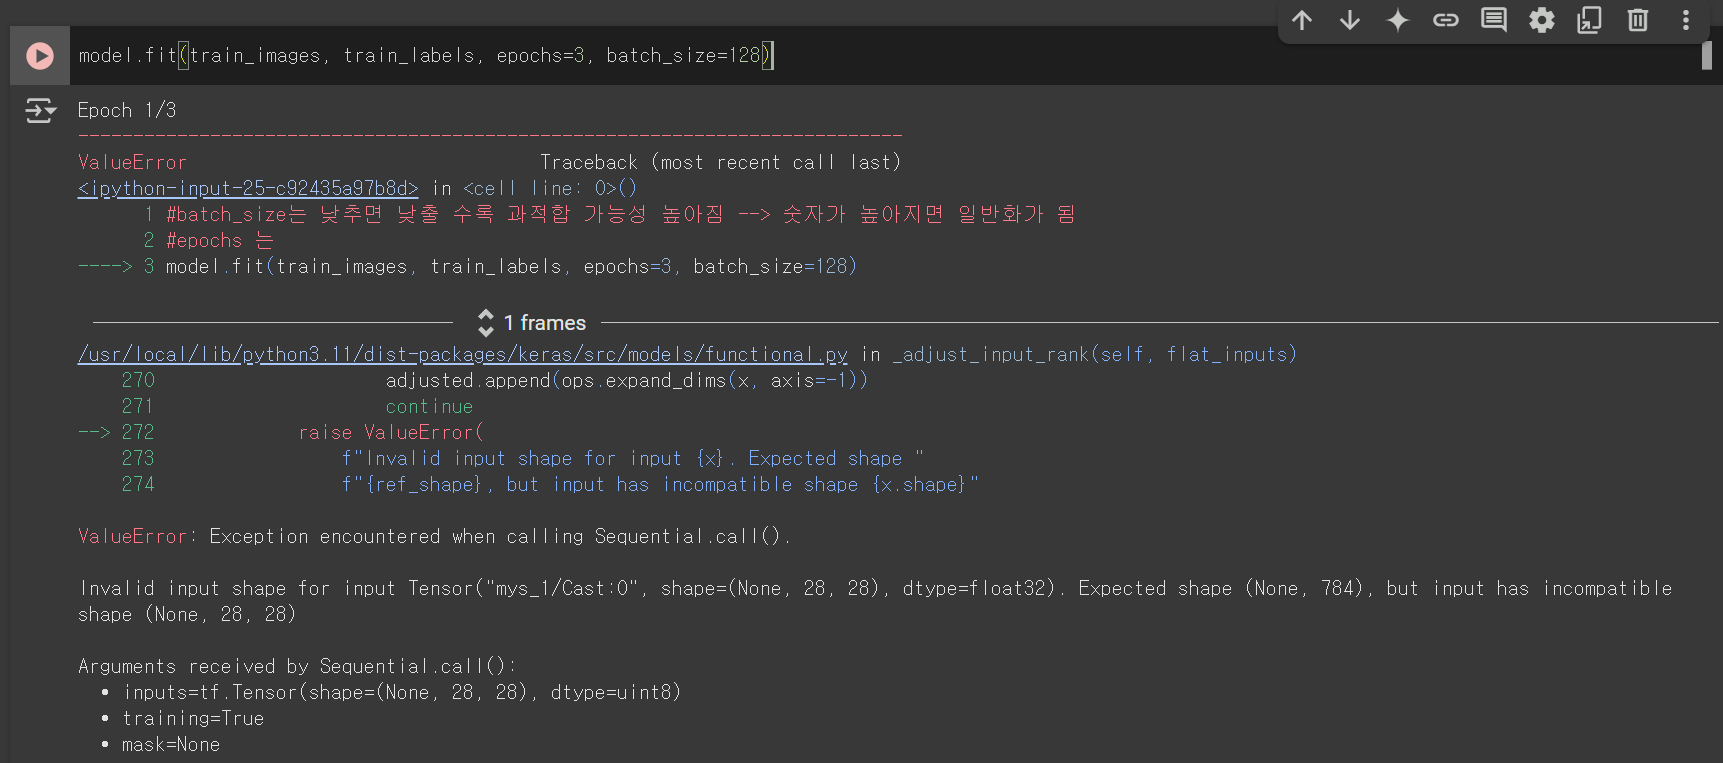 model.fit(train_images, train_labels, epochs=3, batch_size=128)
Epoch 1/3
---------------------------------------------------------------------------
ValueError                                Traceback (most recent call last)
<ipython-input-25-c92435a97b8d> in <cell line: 0>()
      1 #batch_size는 낮추면 낮출 수록 과적합 가능성 높아짐 --> 숫자가 높아지면 일반화가 됨
      2 #epochs 는
----> 3 model.fit(train_images, train_labels, epochs=3, batch_size=128)
1 frames
/usr/local/lib/python3.11/dist-packages/keras/src/models/functional.py in _adjust_input_rank(self, flat_inputs)
    270                     adjusted.append(ops.expand_dims(x, axis=-1))
    271                     continue
--> 272             raise ValueError(
    273                 f"Invalid input shape for input {x}. Expected shape "
    274                 f"{ref_shape}, but input has incompatible shape {x.shape}"
ValueError: Exception encountered when calling Sequential.call().
Invalid input shape for input Tensor("mys_1/Cast:0", shape=(None, 28, 28), dtype=float32). Expected shape (None, 784), but input has incompatible
shape (None, 28, 28)
Arguments received by Sequential.call():
  • inputs=tf.Tensor(shape=(None, 28, 28), dtype=uint8)
  • training=True
  • mask=None